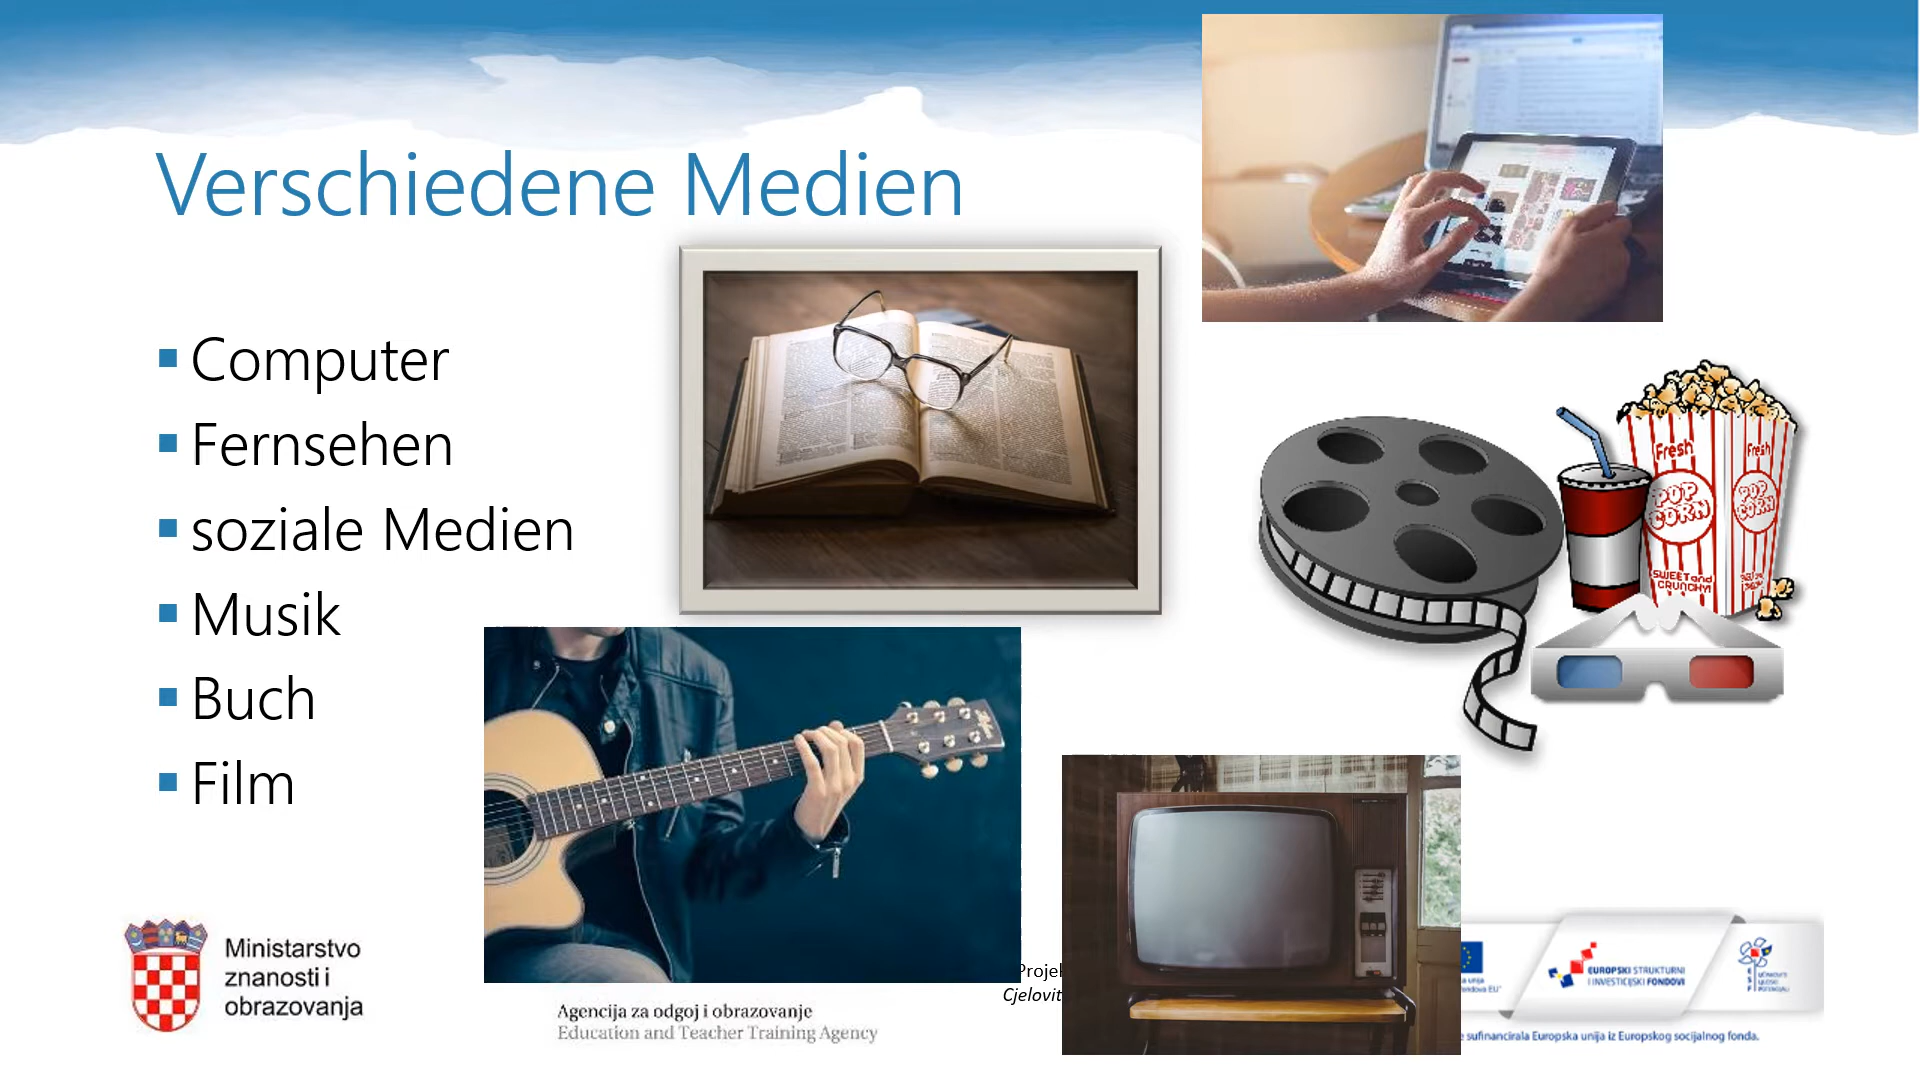 Verschiedene Medien
Computer
Fernsehen
soziale Medien
Musik
Buch
Film
Fresh
Fresh
POP
CORN
POP
CORN
SWEET and
CRUNCHY!
Ministarstvo
znanosti i
obrazovanja
Agencija za odgoj i obrazovanje
Education and Teacher Training Agency
Projek
Cjelovit
EUROPSKI STRUKTURNI
I INVESTICIJSKI FONDOVI
sufinancirala Europska unija iz Europskog socijalnog fonda.